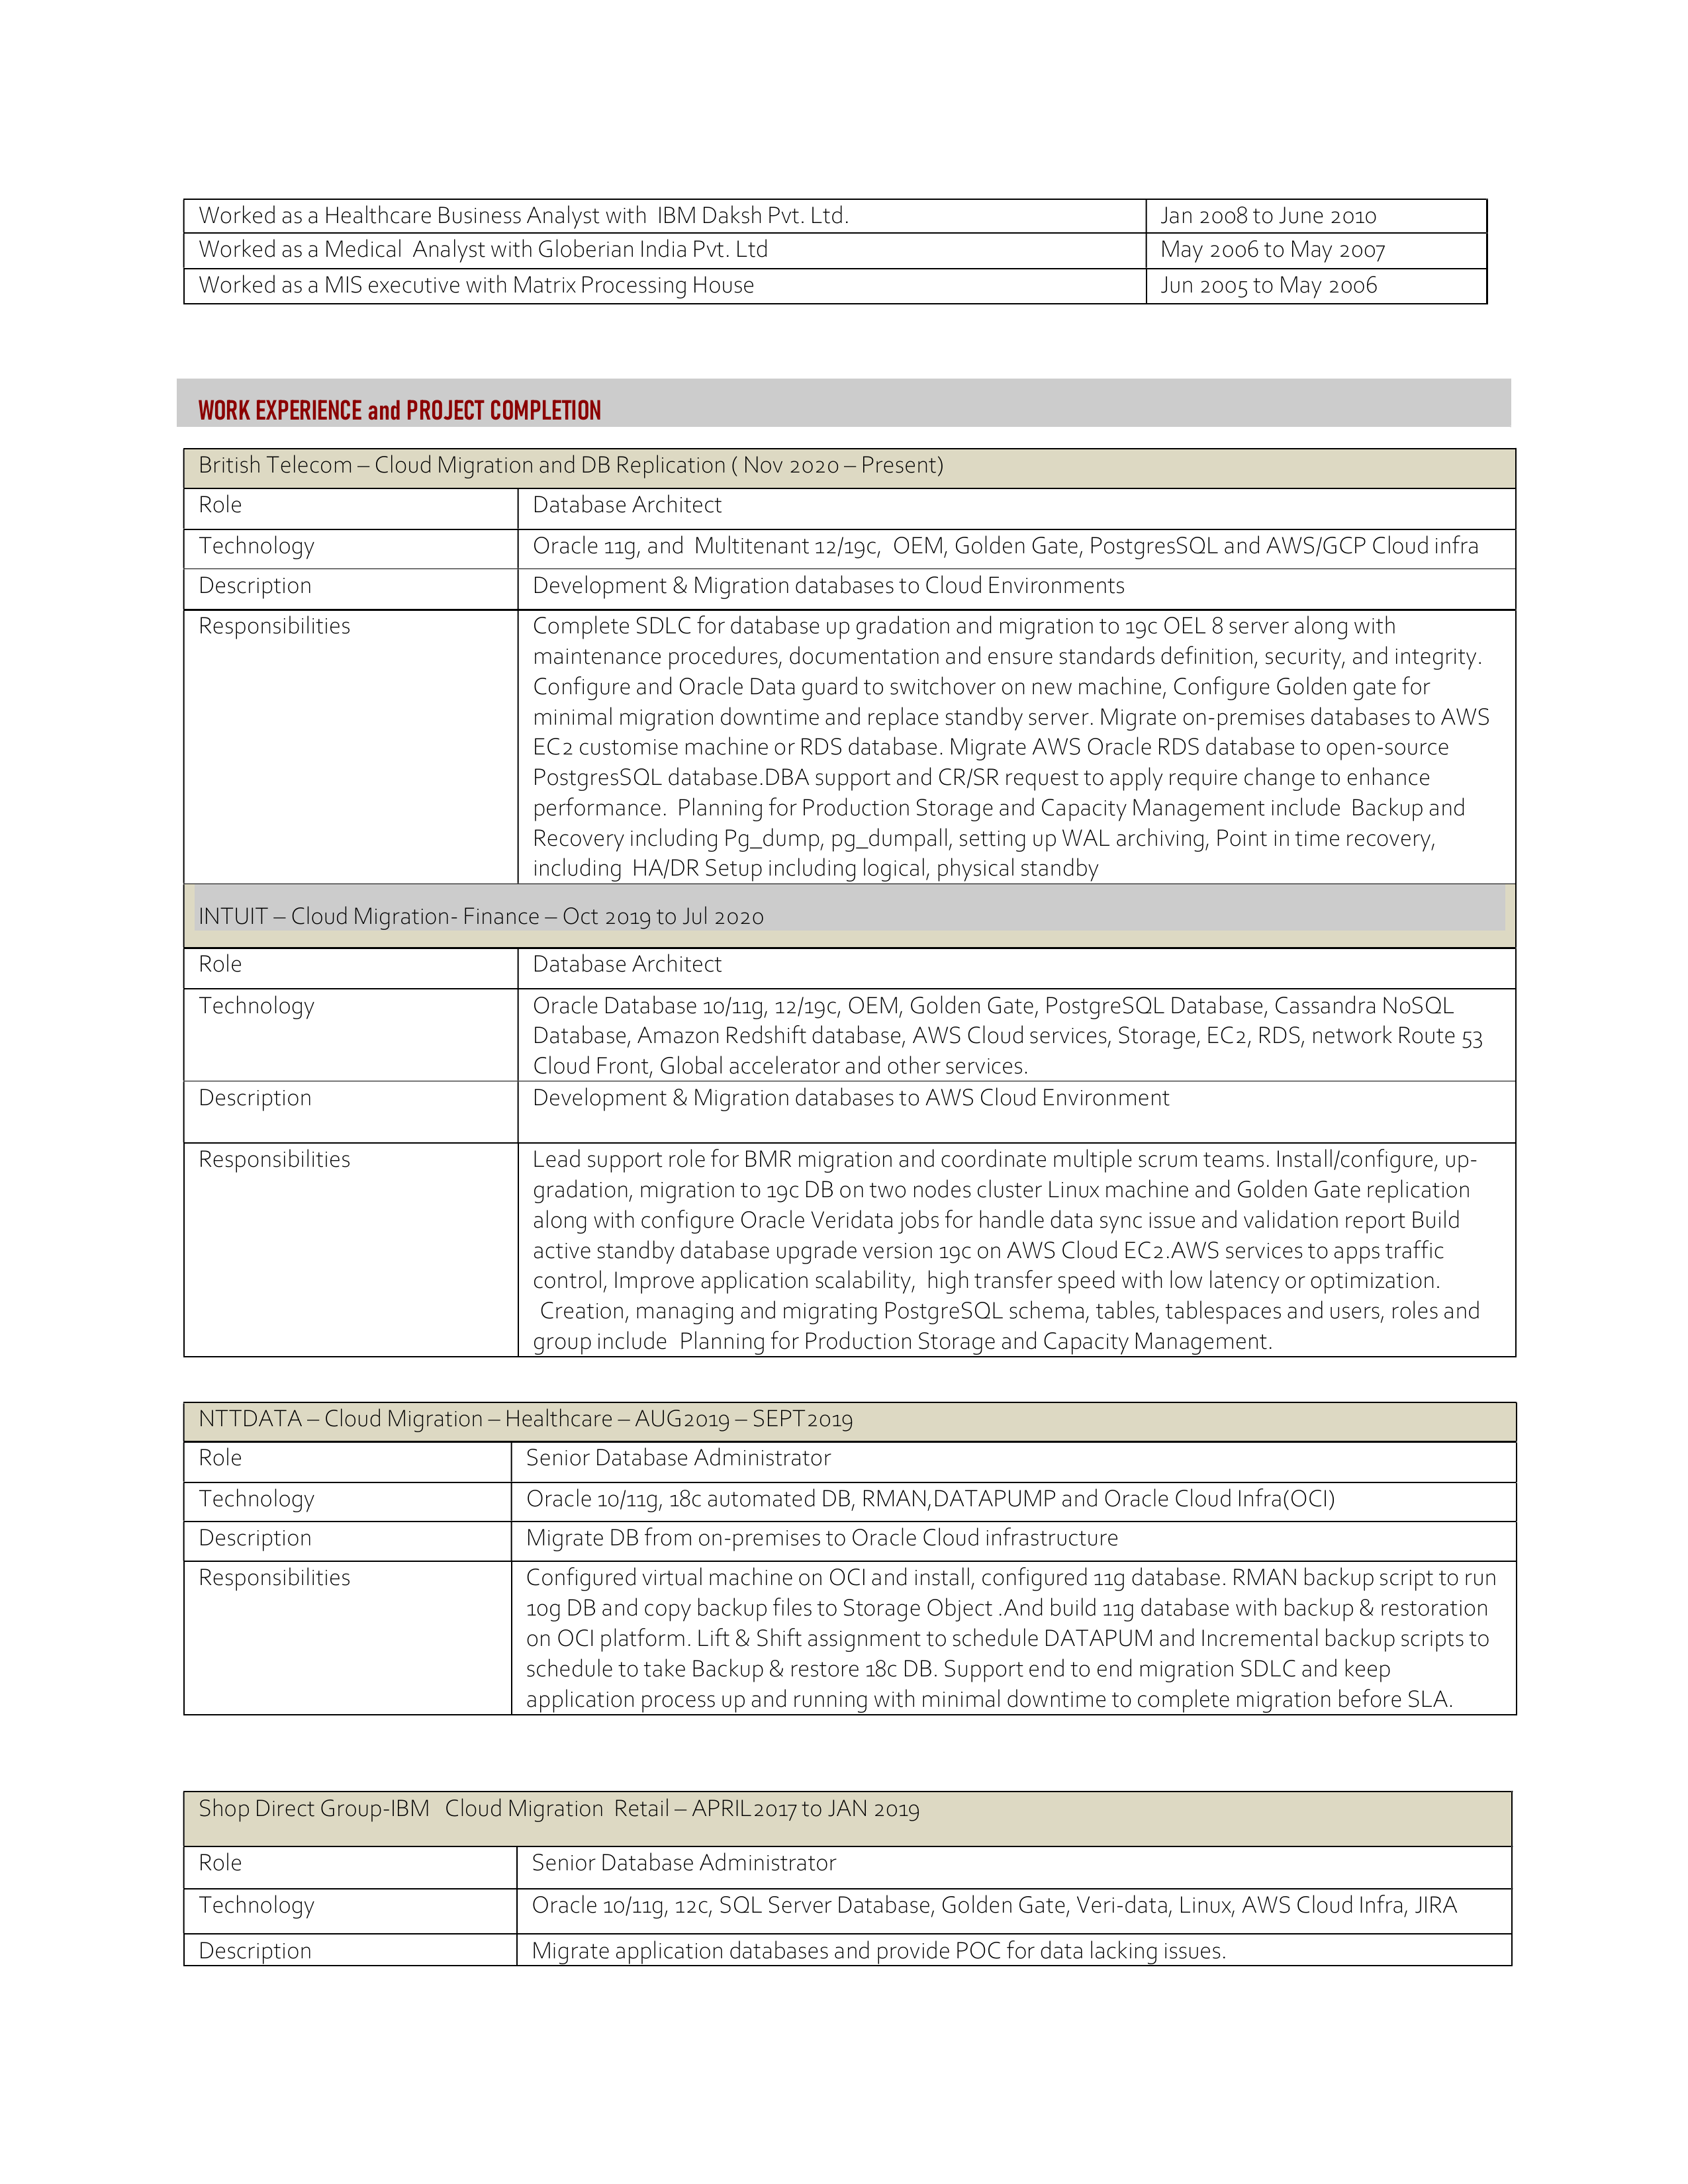 Worked as a Healthcare Business Analyst with  IBM Daksh Pvt. Ltd. Jan 2008 to June 2010
Worked as a Medical  Analyst with Globerian India Pvt. Ltd May 2006 to May 2007
Worked as a MIS executive with Matrix Processing House Jun 2005 to May 2006
WORK EXPERIENCE and PROJECT COMPLETION
British Telecom – Cloud Migration and DB Replication ( Nov 2020 – Present)
Role Database Architect
Technology Oracle 11g, and  Multitenant 12/19c,  OEM, Golden Gate, PostgresSQL and AWS/GCP Cloud infra
Description Development & Migration databases to Cloud Environments
Responsibilities Complete SDLC for database up gradation and migration to 19c OEL 8 server along with
maintenance procedures, documentation and ensure standards definition, security, and integrity.
Configure and Oracle Data guard to switchover on new machine, Configure Golden gate for
minimal migration downtime and replace standby server. Migrate on-premises databases to AWS
EC2 customise machine or RDS database. Migrate AWS Oracle RDS database to open-source
PostgresSQL database.DBA support and CR/SR request to apply require change to enhance
performance.  Planning for Production Storage and Capacity Management include  Backup and
Recovery including Pg_dump, pg_dumpall, setting up WAL archiving, Point in time recovery,
including  HA/DR Setup including logical, physical standby
INTUIT – Cloud Migration- Finance – Oct 2019 to Jul 2020
Role Database Architect
Technology Oracle Database 10/11g, 12/19c, OEM, Golden Gate, PostgreSQL Database, Cassandra NoSQL
Database, Amazon Redshift database, AWS Cloud services, Storage, EC2, RDS, network Route 53
Cloud Front, Global accelerator and other services.
Description Development & Migration databases to AWS Cloud Environment
Responsibilities Lead support role for BMR migration and coordinate multiple scrum teams. Install/configure, up-
gradation, migration to 19c DB on two nodes cluster Linux machine and Golden Gate replication
along with configure Oracle Veridata jobs for handle data sync issue and validation report Build
active standby database upgrade version 19c on AWS Cloud EC2.AWS services to apps traffic
control, Improve application scalability,  high transfer speed with low latency or optimization.
Creation, managing and migrating PostgreSQL schema, tables, tablespaces and users, roles and
group include  Planning for Production Storage and Capacity Management.
NTTDATA – Cloud Migration – Healthcare – AUG2019 – SEPT2019
Role Senior Database Administrator
Technology Oracle 10/11g, 18c automated DB, RMAN,DATAPUMP and Oracle Cloud Infra(OCI)
Description Migrate DB from on-premises to Oracle Cloud infrastructure
Responsibilities Configured virtual machine on OCI and install, configured 11g database. RMAN backup script to run
10g DB and copy backup files to Storage Object .And build 11g database with backup & restoration
on OCI platform. Lift & Shift assignment to schedule DATAPUM and Incremental backup scripts to
schedule to take Backup & restore 18c DB. Support end to end migration SDLC and keep
application process up and running with minimal downtime to complete migration before SLA.
Shop Direct Group-IBM   Cloud Migration  Retail – APRIL2017 to JAN 2019
Role Senior Database Administrator
Technology Oracle 10/11g, 12c, SQL Server Database, Golden Gate, Veri-data, Linux, AWS Cloud Infra, JIRA
Description Migrate application databases and provide POC for data lacking issues.